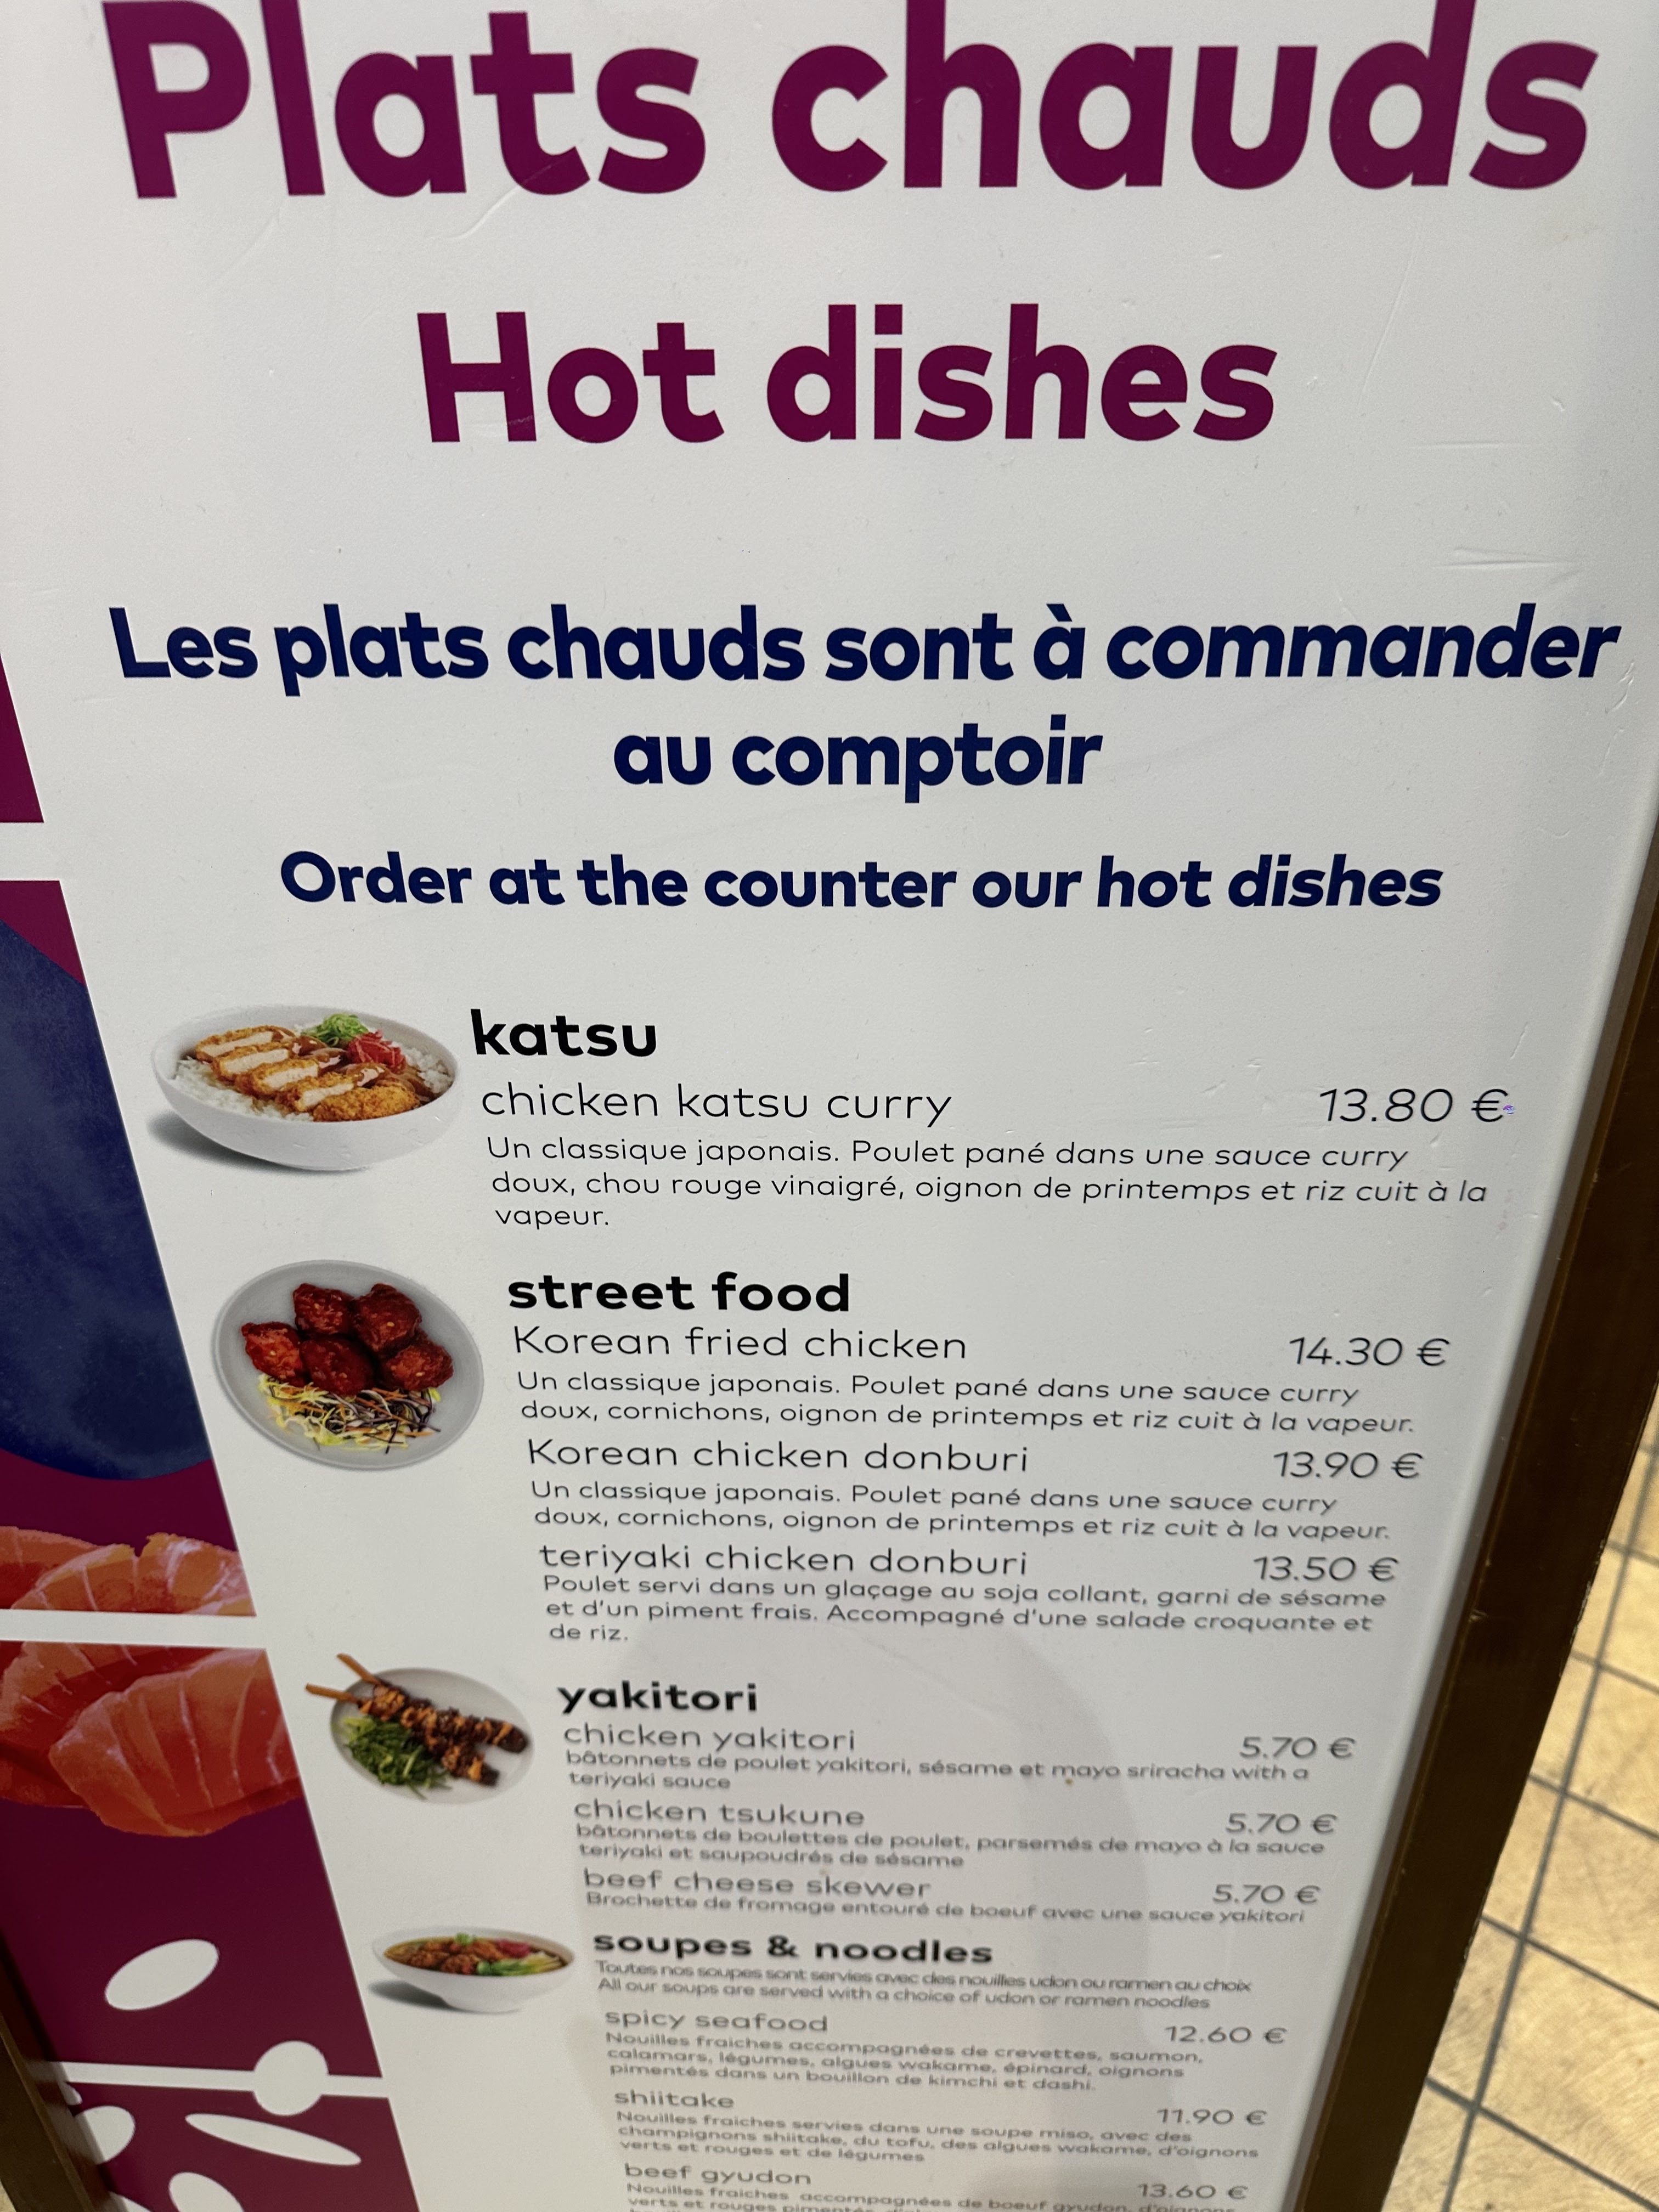 Plats chauds
Hot dishes
Les plats chauds sont à commander
au comptoir
Order at the counter our hot dishes
katsu
chicken katsu curry 13.80 €
Un classique japonais. Poulet pané dans une sauce curry
doux, chou rouge vinaigré, oignon de printemps et riz cuit à la
vapeur.
street food
Korean fried chicken 14.30 €
Un classique japonais. Poulet pané dans une sauce curry
doux, cornichons, oignon de printemps et riz cuit à la vapeur.
Korean chicken donburi 13.90 €
Un classique japonais. Poulet pané dans une sauce curry
doux, cornichons, oignon de printemps et riz cuit à la vapeur.
teriyaki chicken donburi 13.50 €
Poulet servi dans un glaçage au soja collant, garni de sésame
et d'un piment frais. Accompagné d'une salade croquante et
de riz.
yakitori
chicken yakitori 5.70 €
bâtonnets de poulet yakitori, sésame et mayo sriracha with a
teriyaki sauce
chicken tsukune 5.70 €
bâtonnets de boulettes de poulet, parsemés de mayo à la sauce
teriyaki et saupoudrés de sésame
beef cheese skewer 5.70 €
Brochette de fromage entouré de boeuf avec une sauce yakitori
soupes & noodles
Toutes nos soupes sont servies avec des nouilles udon ou ramen au choix
All our soups are served with a choice of udon or ramen noodles
spicy seafood 12.60 €
Nouilles fraiches accompagnées de crevettes, saumon,
calamars, légumes, algues wakame, épinard, oignons
pimentés dans un bouillon de kimchi et dashi.
shiitake 11.90 €
Nouilles fraiches servies dans une soupe miso, avec des
champignons shiitake, du tofu, des algues wakame, d'oignons
verts et rouges et de légumes
beef gyudon 13.60 €
Nouilles fraiches accompagnées de boeuf gyudon, d'oignons
verts et rouges